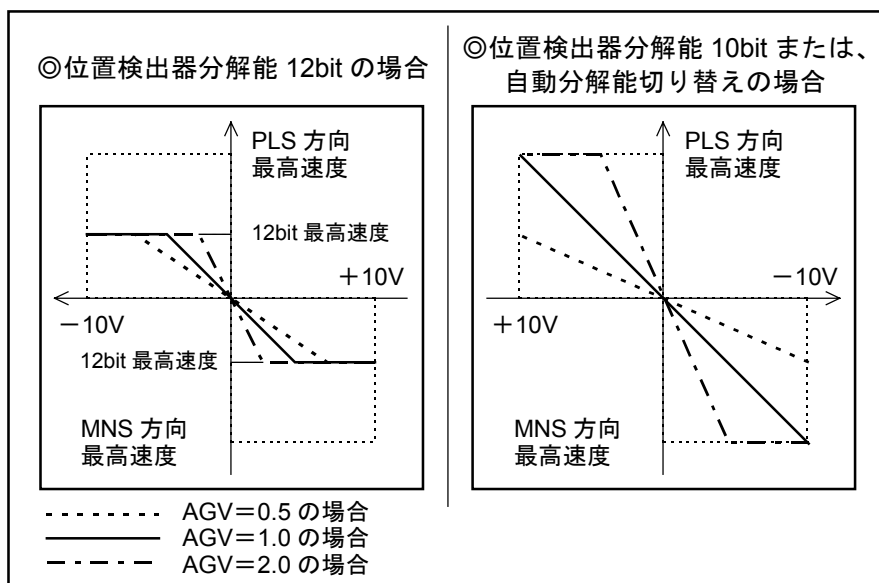 ◎位置検出器分解能 12bit の場合
PLS 方向
最高速度
12bit 最高速度
＋10V
－10V
12bit 最高速度
MNS 方向
最高速度
◎位置検出器分解能 10bit または、
自動分解能切り替えの場合
PLS 方向
最高速度
－10V
＋10V
MNS 方向
最高速度
AGV＝0.5 の場合
AGV＝1.0 の場合
AGV＝2.0 の場合